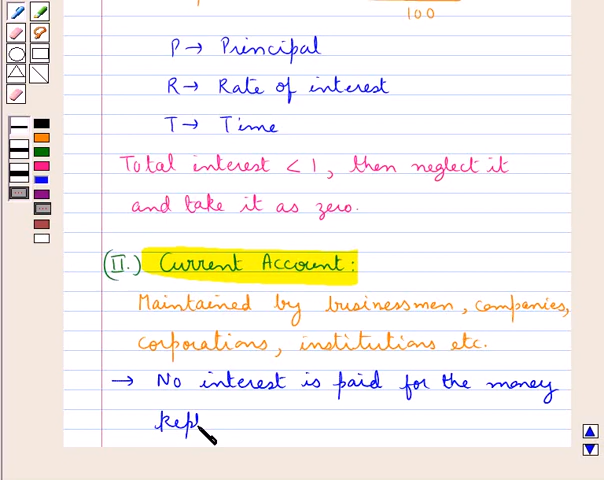 100
P → Principal
R → Rate of interest
T → Time
Total interest < 1, then neglect it
and take it as zero.
(II.) Current Account:
Maintained by businessmen, companies,
corporations, institutions etc.
→ No interest is paid for the money
kep